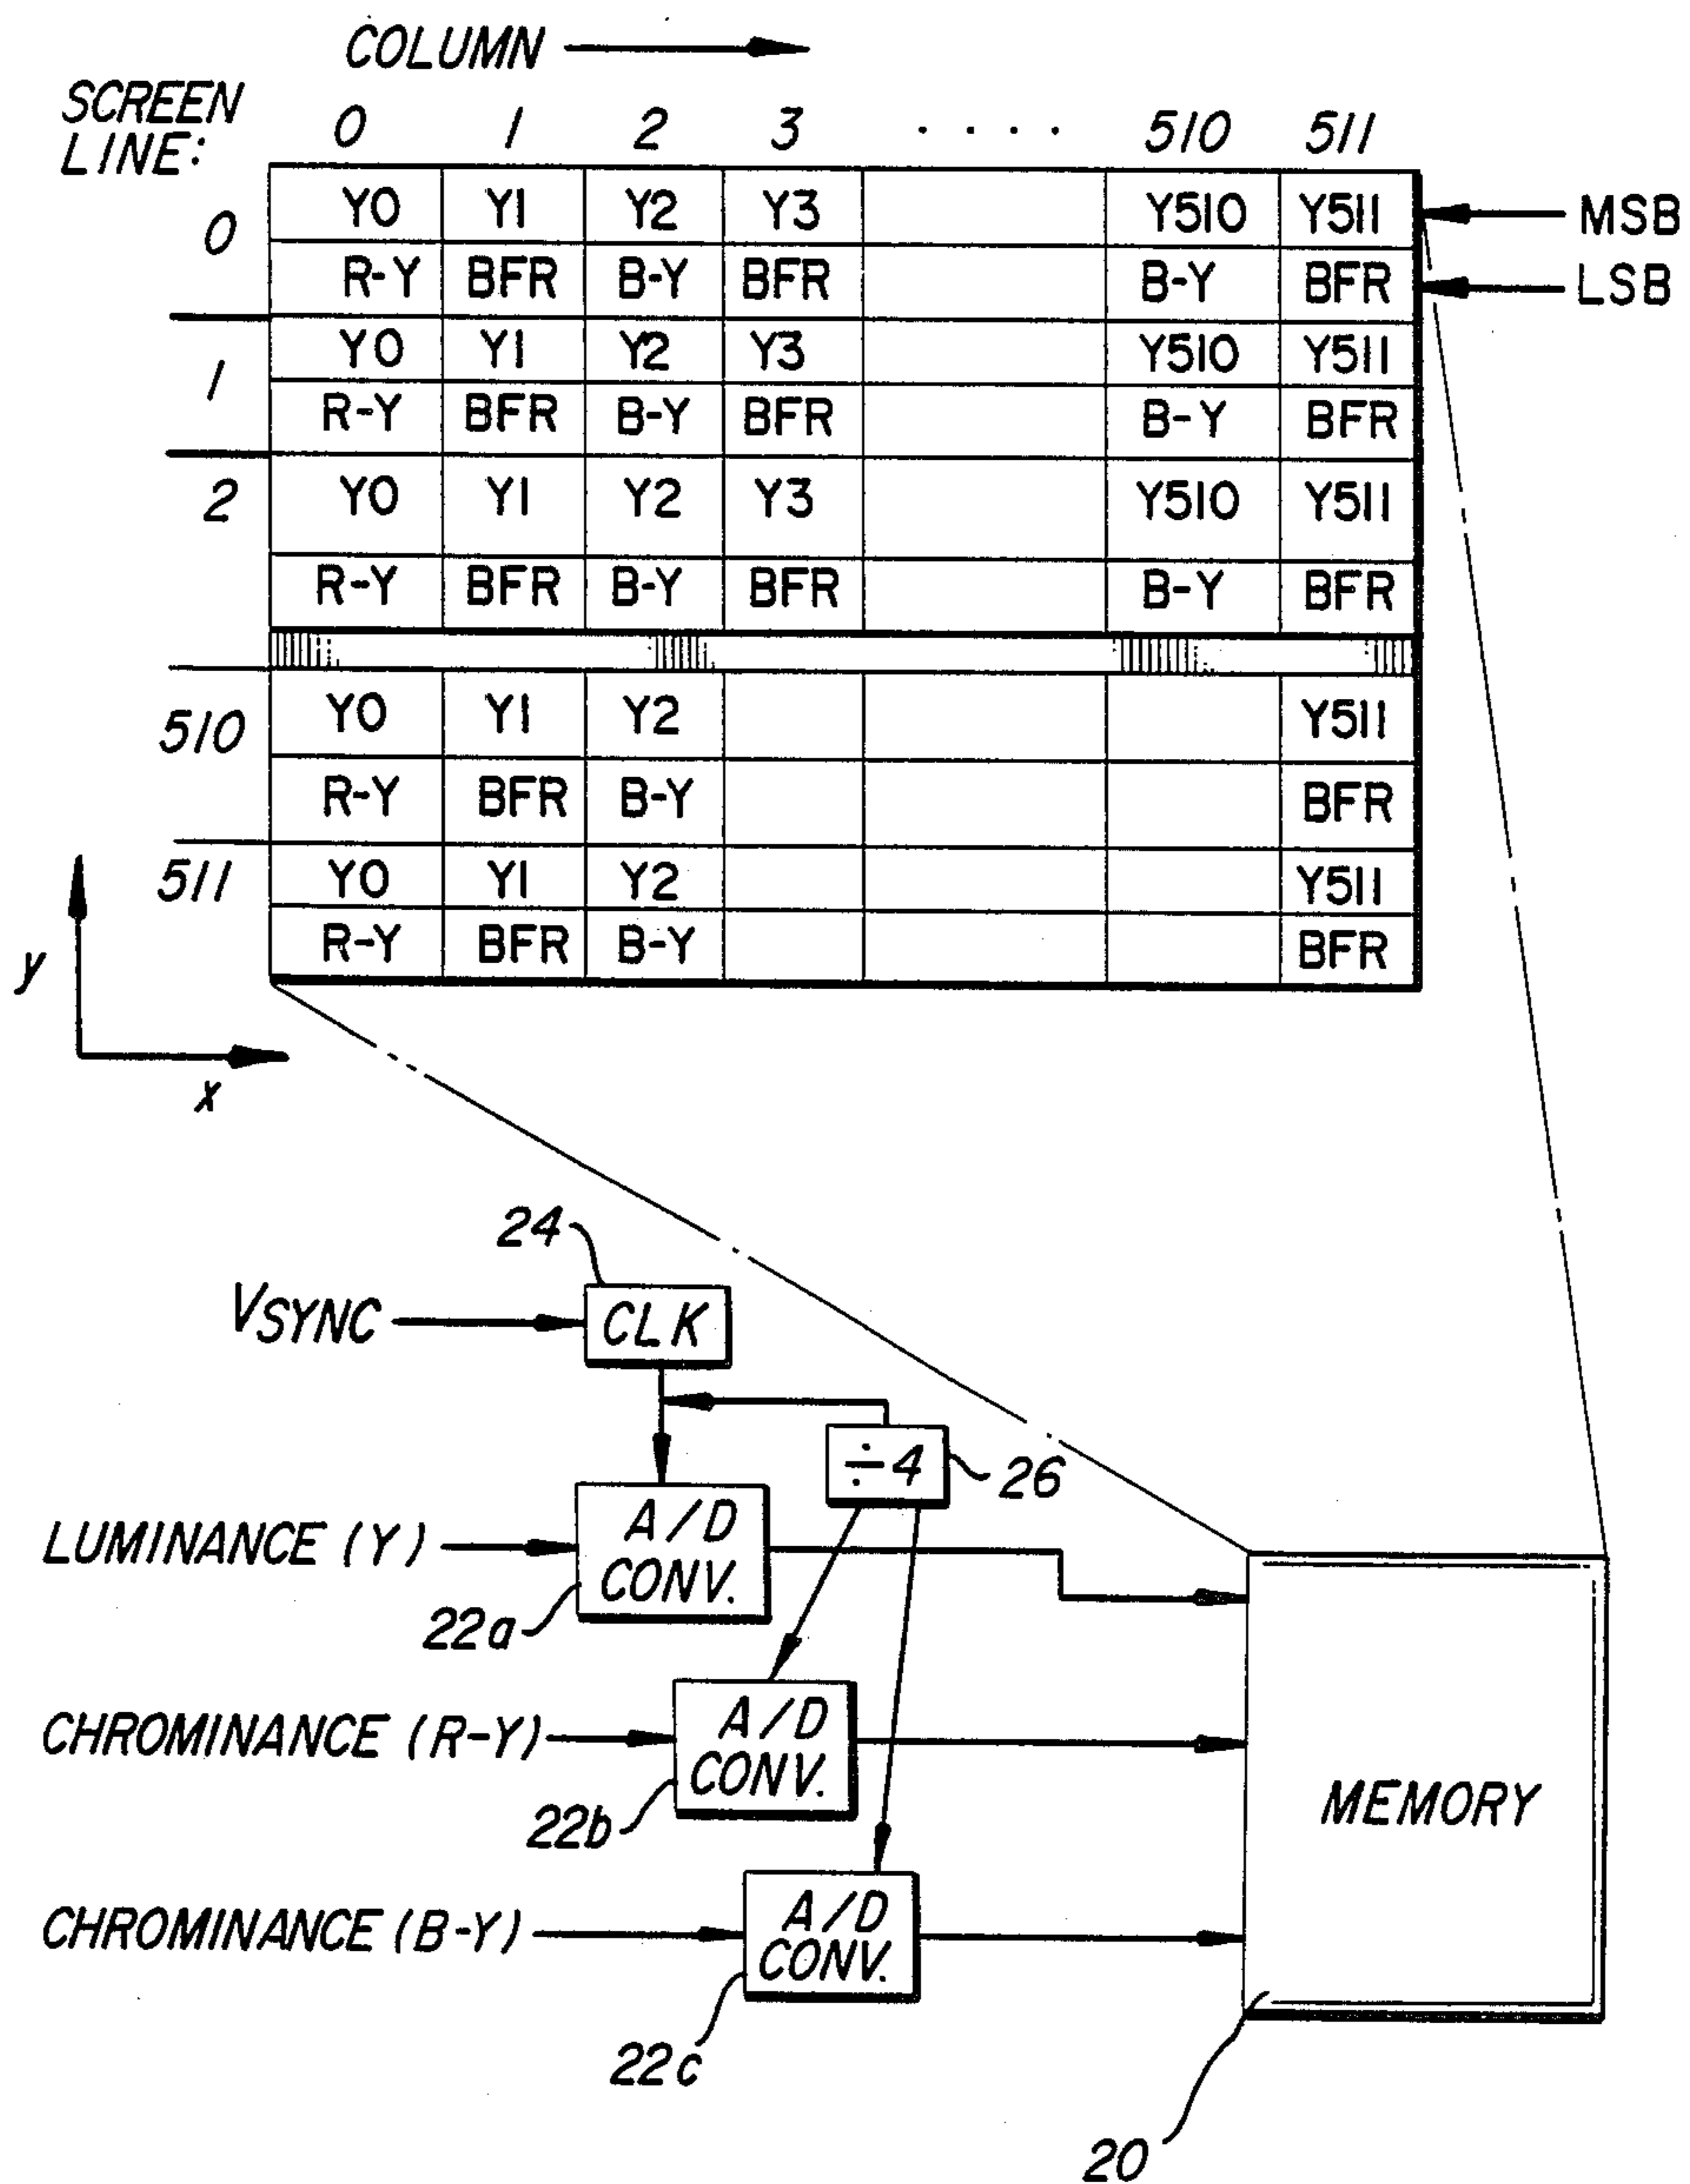 COLUMN
SCREEN LINE: 0 1 2 3 .... 510 511
0 Y0 Y1 Y2 Y3 Y510 Y511 MSB
R-Y BFR B-Y BFR B-Y BFR LSB
1 Y0 Y1 Y2 Y3 Y510 Y511
R-Y BFR B-Y BFR B-Y BFR
2 Y0 Y1 Y2 Y3 Y510 Y511
R-Y BFR B-Y BFR B-Y BFR
510 Y0 Y1 Y2 Y511
R-Y BFR B-Y BFR
511 Y0 Y1 Y2 Y511
R-Y BFR B-Y BFR
y
x
24
VSYNC CLK
÷4 26
LUMINANCE (Y) A/D CONV.
22a
CHROMINANCE (R-Y) A/D CONV.
22b
MEMORY
CHROMINANCE (B-Y) A/D CONV.
22c
20